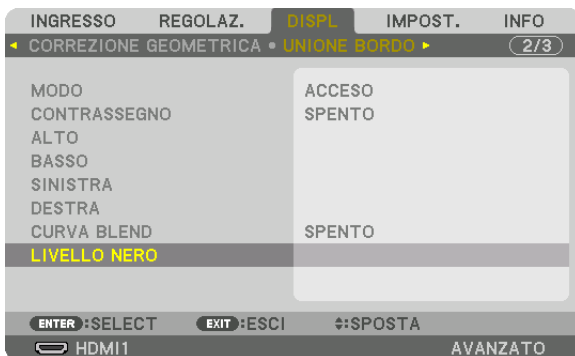 INGRESSO REGOLAZ. DISPL IMPOST. INFO
CORREZIONE GEOMETRICA • UNIONE BORDO 2/3
MODO ACCESO
CONTRASSEGNO SPENTO
ALTO
BASSO
SINISTRA
DESTRA
CURVA BLEND SPENTO
LIVELLO NERO
ENTER :SELECT EXIT :ESCI :SPOSTA
HDMI1 AVANZATO